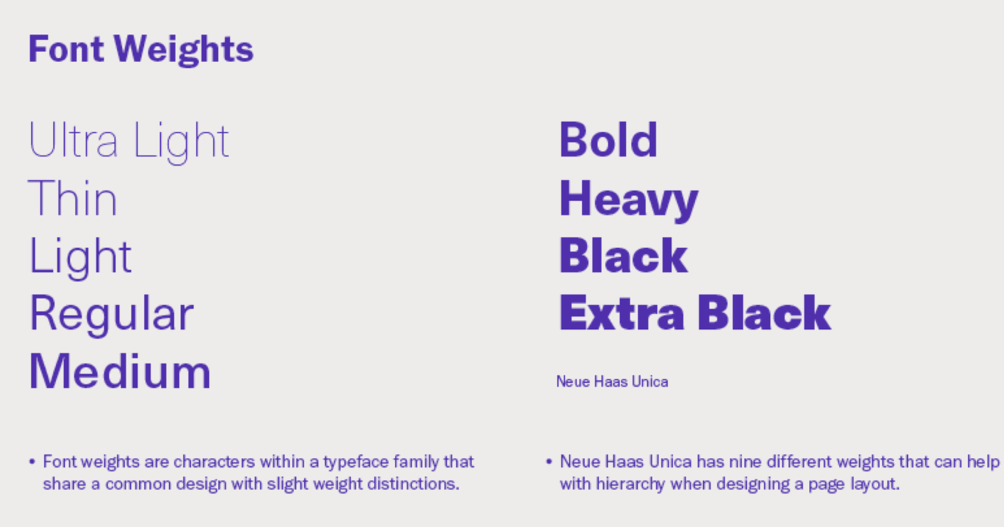 Font Weights
Ultra Light
Thin
Light
Regular
Medium
Bold
Heavy
Black
Extra Black
Neue Haas Unica
• Font weights are characters within a typeface family that
share a common design with slight weight distinctions.
• Neue Haas Unica has nine different weights that can help
with hierarchy when designing a page layout.